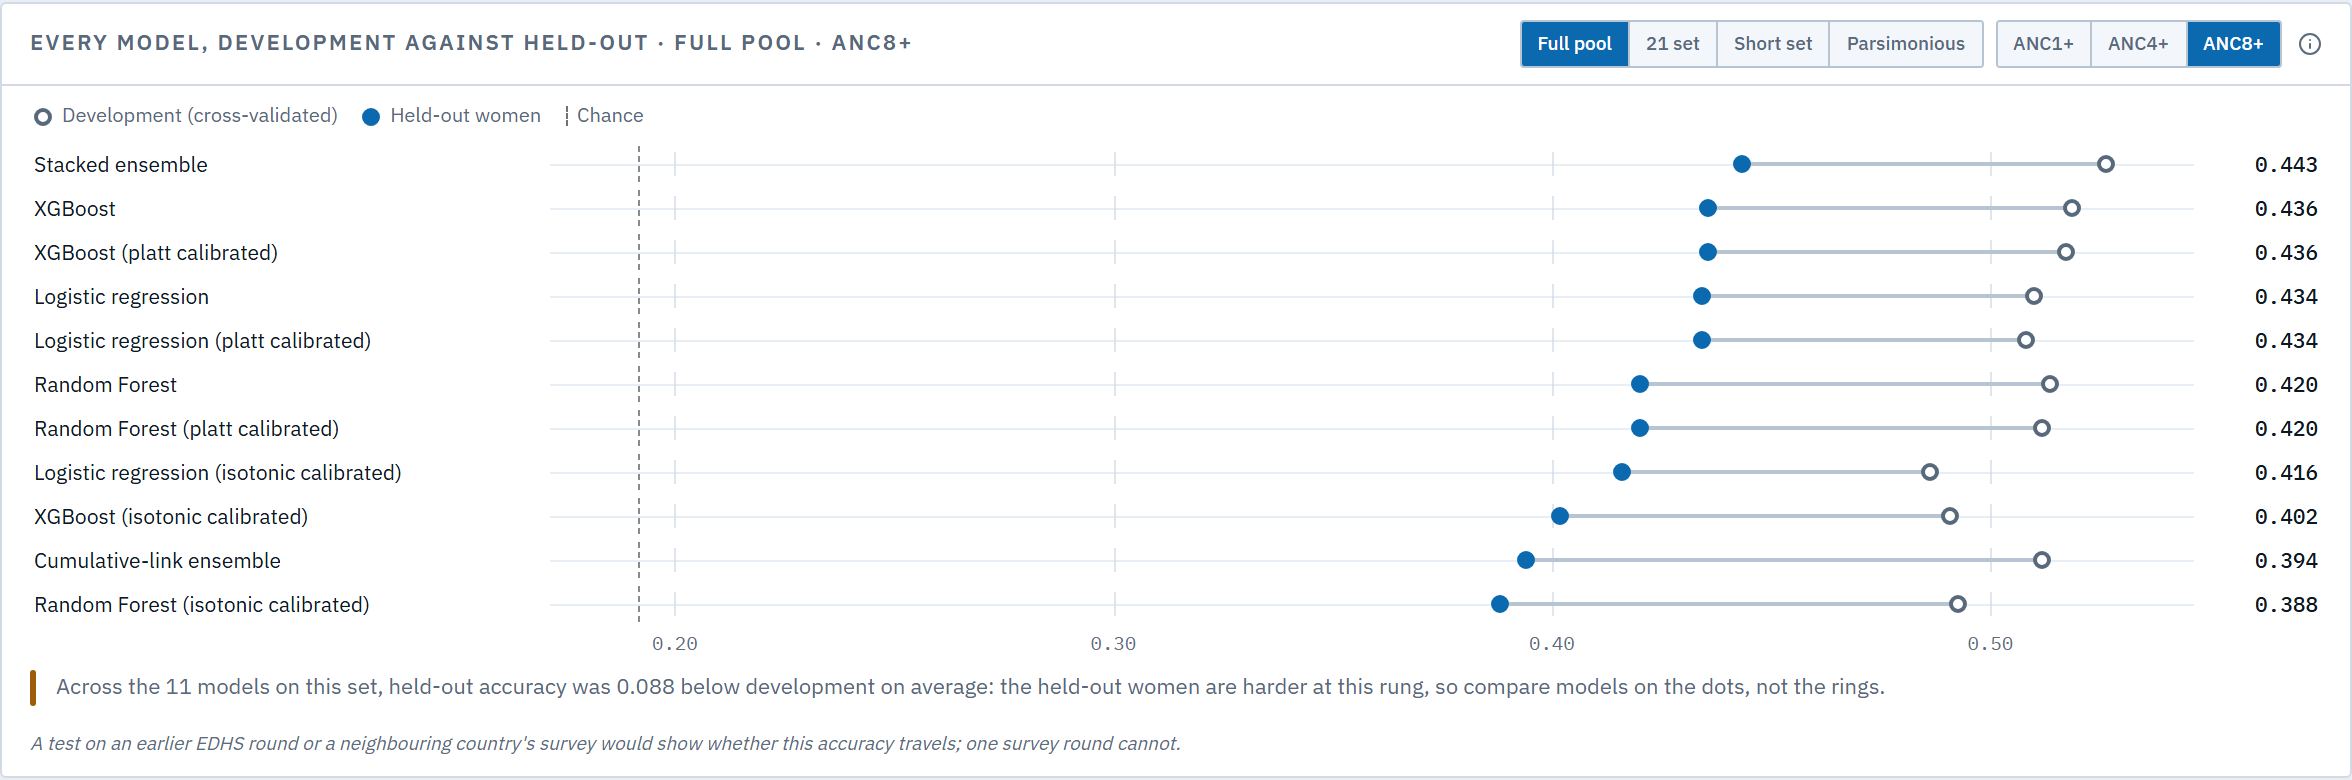 EVERY MODEL, DEVELOPMENT AGAINST HELD-OUT · FULL POOL · ANC8+
Full pool 21 set Short set Parsimonious ANC1+ ANC4+ ANC8+
Development (cross-validated) Held-out women Chance
Stacked ensemble 0.443
XGBoost 0.436
XGBoost (platt calibrated) 0.436
Logistic regression 0.434
Logistic regression (platt calibrated) 0.434
Random Forest 0.420
Random Forest (platt calibrated) 0.420
Logistic regression (isotonic calibrated) 0.416
XGBoost (isotonic calibrated) 0.402
Cumulative-link ensemble 0.394
Random Forest (isotonic calibrated) 0.388
0.20 0.30 0.40 0.50
Across the 11 models on this set, held-out accuracy was 0.088 below development on average: the held-out women are harder at this rung, so compare models on the dots, not the rings.
A test on an earlier EDHS round or a neighbouring country's survey would show whether this accuracy travels; one survey round cannot.